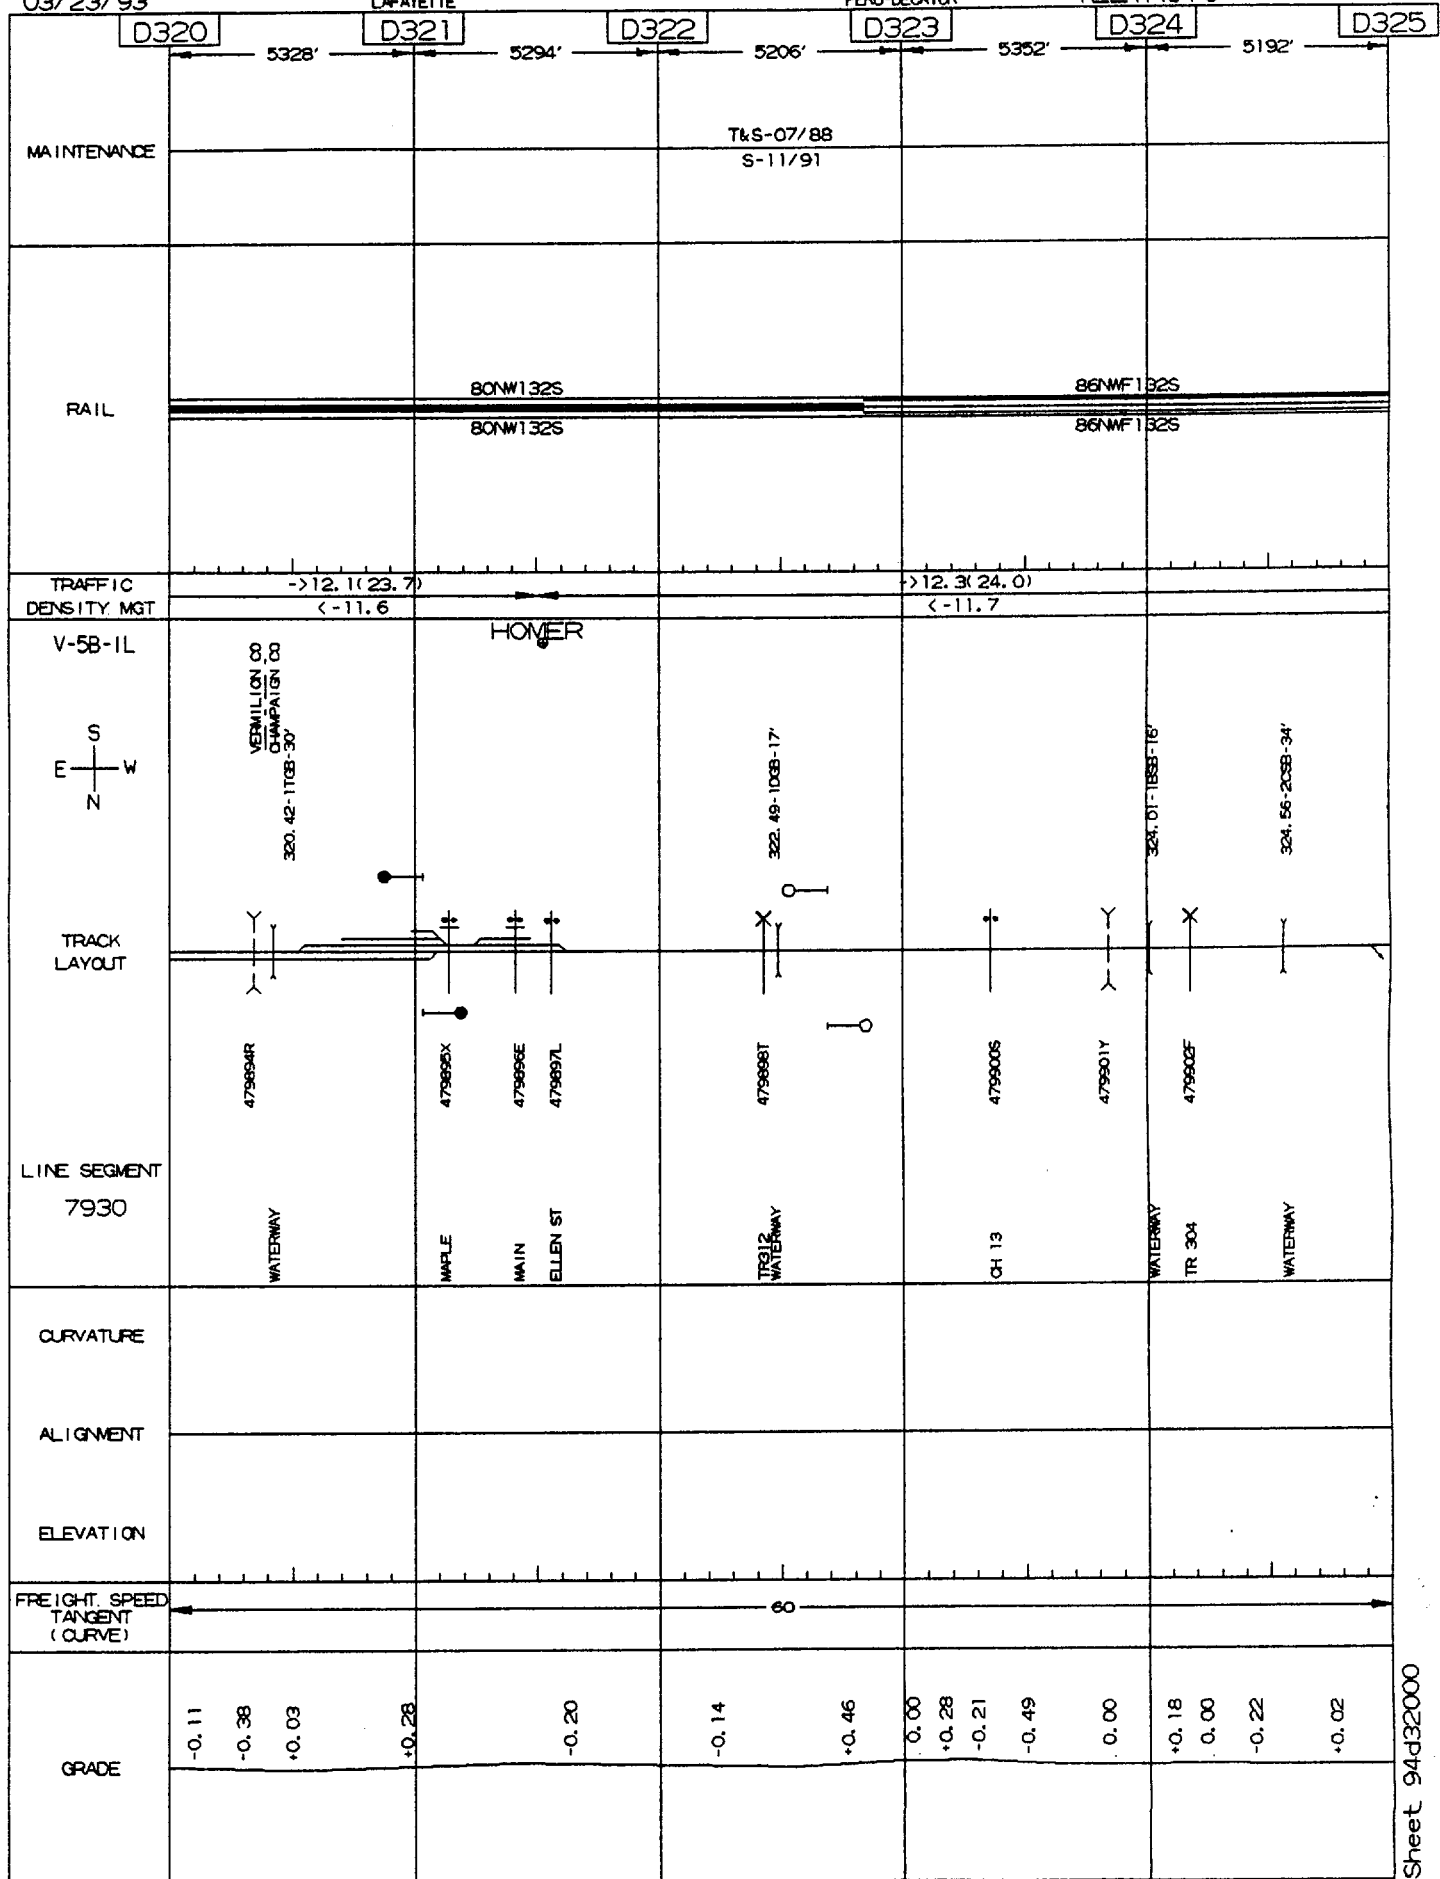 03/23/93
LAFAYETTE
D320
D321
D322
D323
D324
D325
5328'
5294'
5206'
5352'
5192'
MAINTENANCE
T&S-07/88
S-11/91
RAIL
80NW132S
86NWF132S
80NW132S
86NWF132S
TRAFFIC
DENSITY MGT
->12.1(23.7)
->12.3(24.0)
<-11.6
<-11.7
V-5B-IL
HOMER
VERMILION CO
CHAMPAIGN CO
S
E W
N
320.42-1TGB-30'
322.49-1DGB-17'
324.01-1BSB-16'
324.56-2CSB-34'
TRACK
LAYOUT
479894R
479895X
479896E
479897L
479898T
479900S
479901Y
479902F
LINE SEGMENT
7930
WATERWAY
MAPLE
MAIN
ELLEN ST
TR312
WATERWAY
CH 13
WATERWAY
TR 304
WATERWAY
CURVATURE
ALIGNMENT
ELEVATION
FREIGHT. SPEED
TANGENT
(CURVE)
60
GRADE
-0.11
-0.38
+0.03
+0.28
-0.20
-0.14
+0.46
0.00
+0.28
-0.21
-0.49
0.00
+0.18
0.00
-0.22
+0.02
Sheet 94d32000